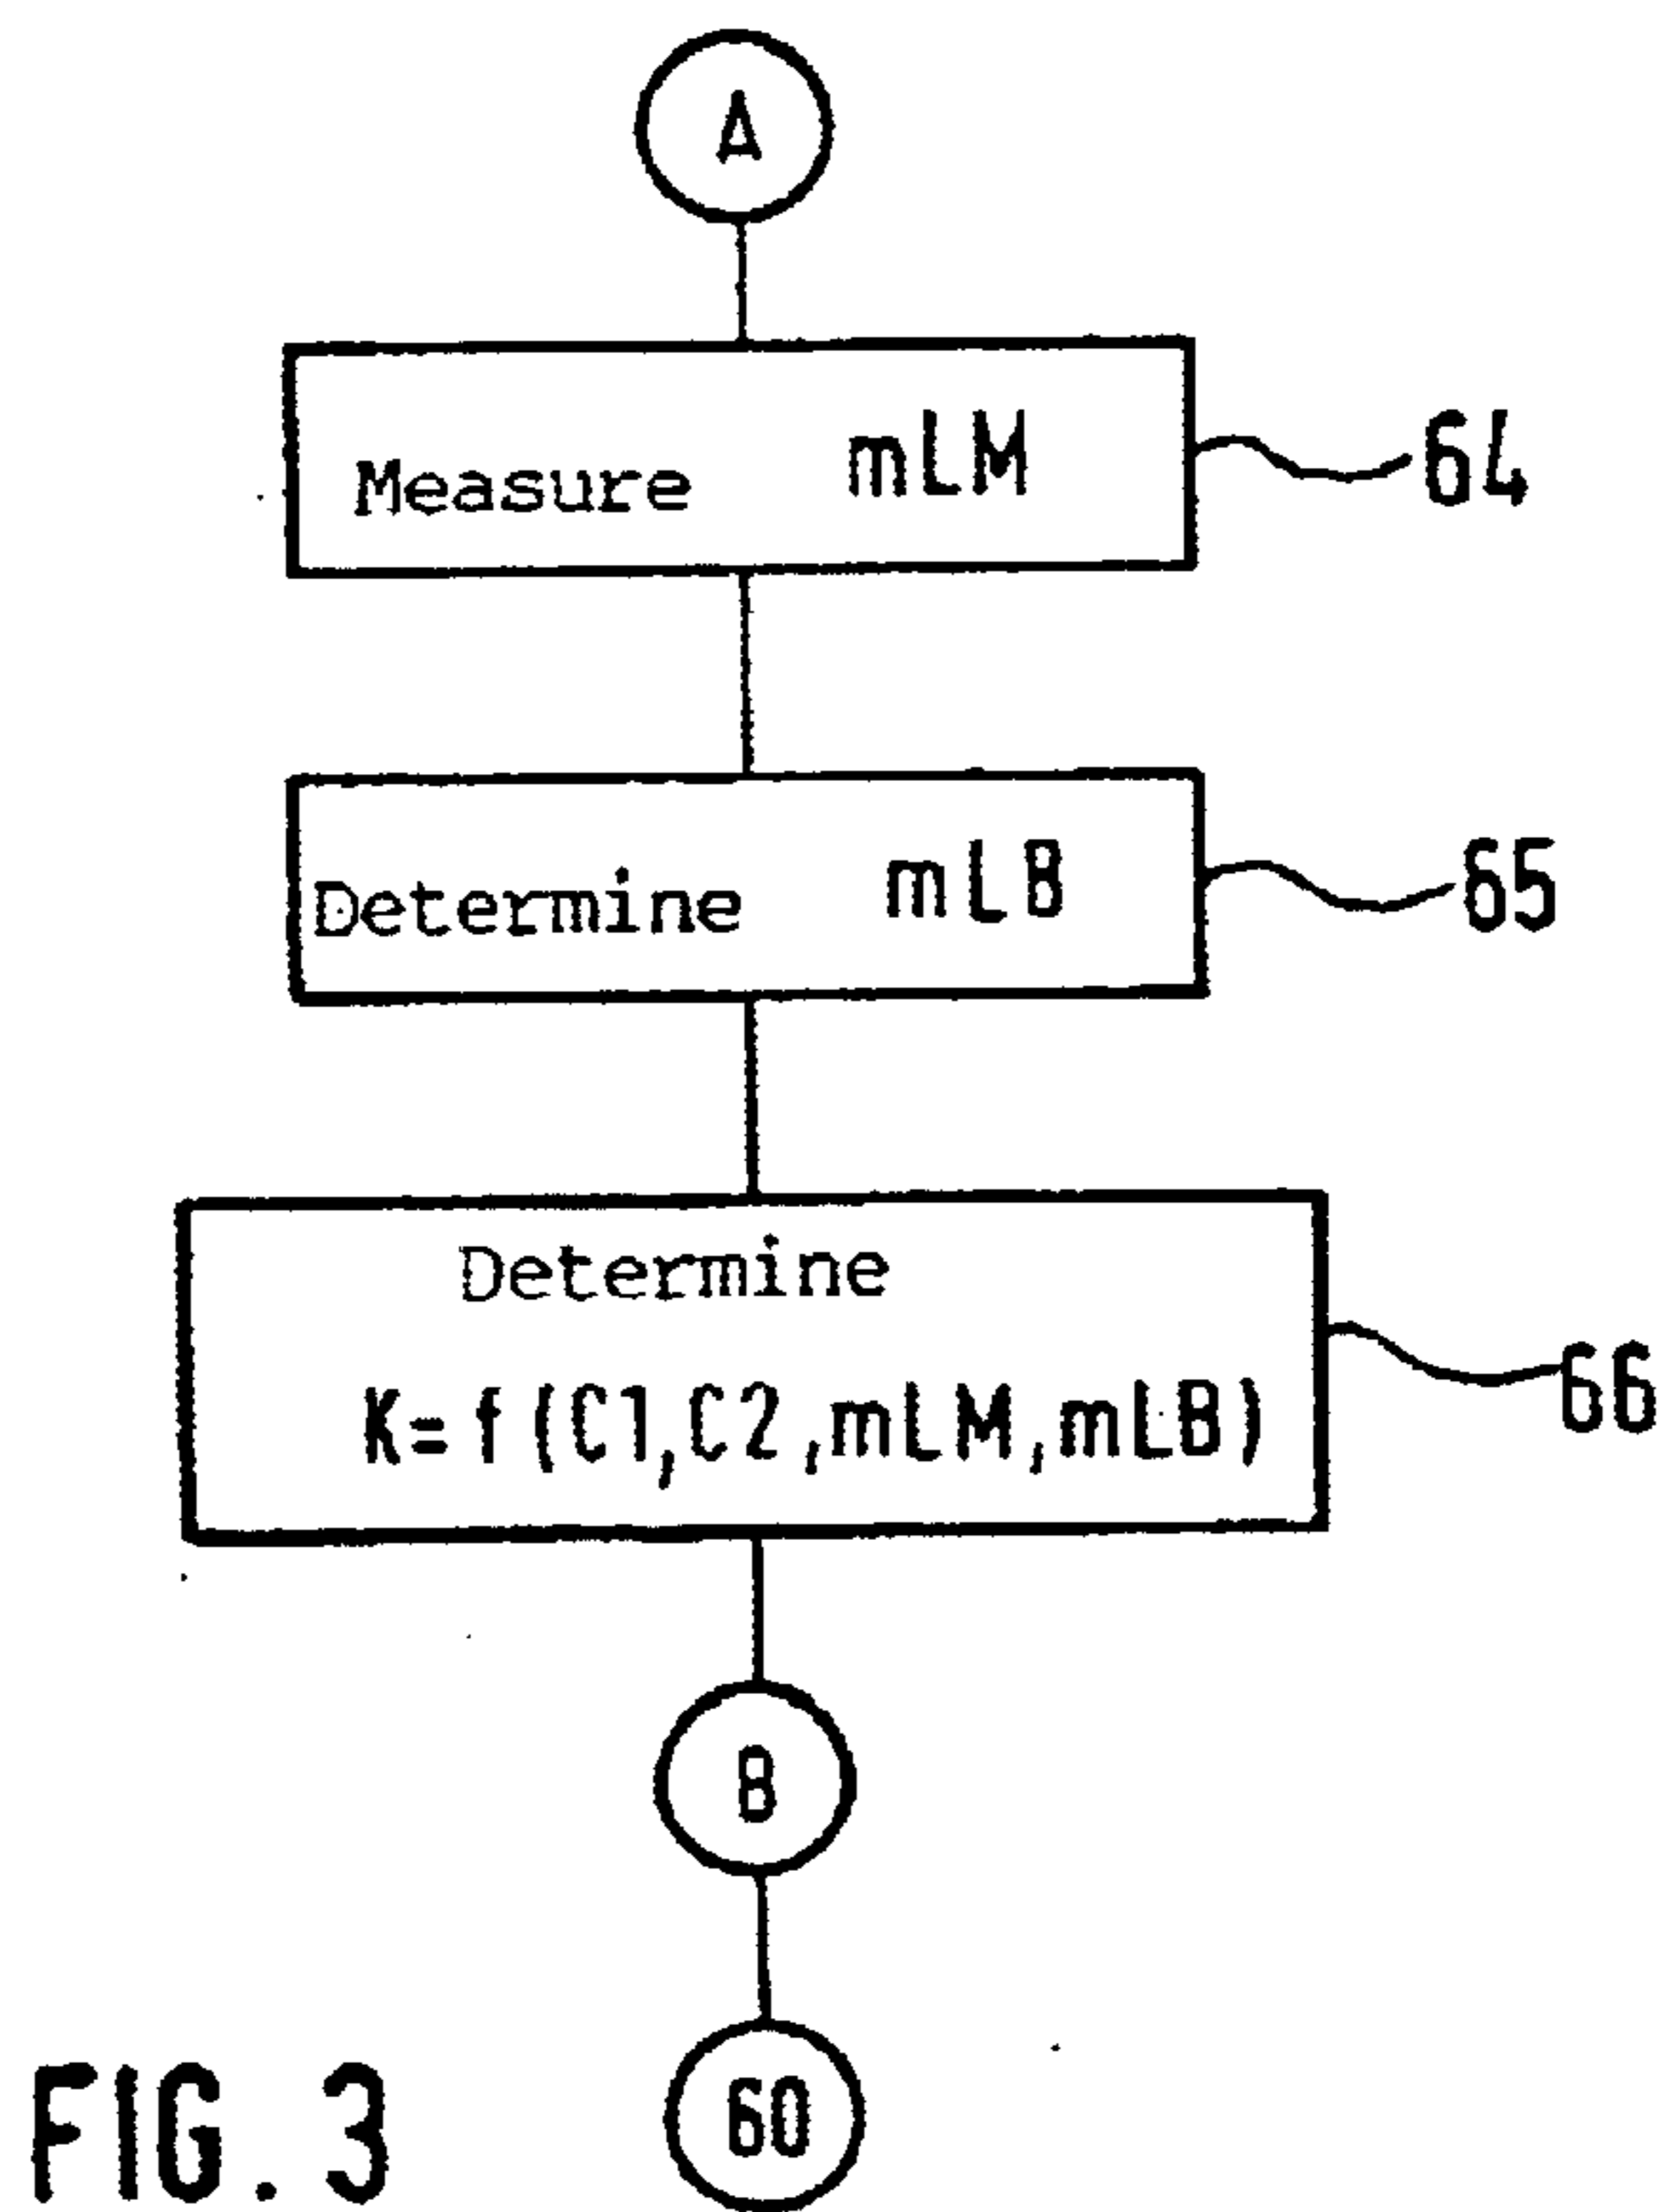 A
Measure mLM
64
Determine mLB
65
Determine
K=f(C1,C2,mLM,mLB)
66
B
60
FIG. 3